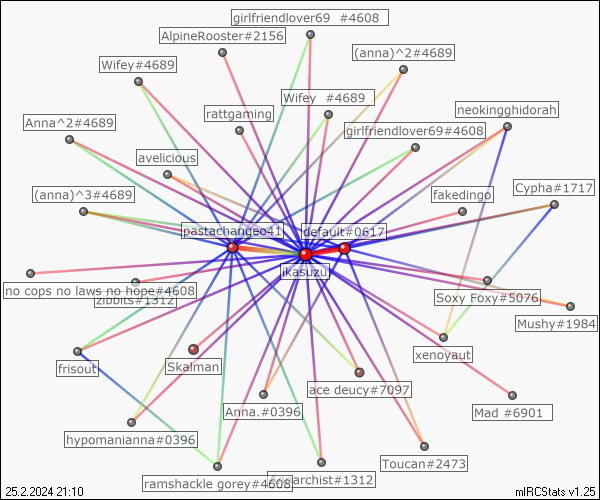 girlfriendlover69 #4608
AlpineRooster#2156
(anna)^2#4689
Wifey#4689
Wifey #4689
rattgaming
neokingghidorah
Anna^2#4689
girlfriendlover69#4608
avelicious
(anna)^3#4689
fakedingo
Cypha#1717
pastachangeo41
default#0617
ikasuzu
no cops no laws no hope#4608
zibbits#1312
Soxy Foxy#5076
Mushy#1984
frisout
Skalman
xenoyaut
ace deucy#7097
Anna.#0396
Mad #6901
hypomanianna#0396
Toucan#2473
ramshackle gorey#4608
#1312
25.2.2024 21:10
mIRCStats v1.25